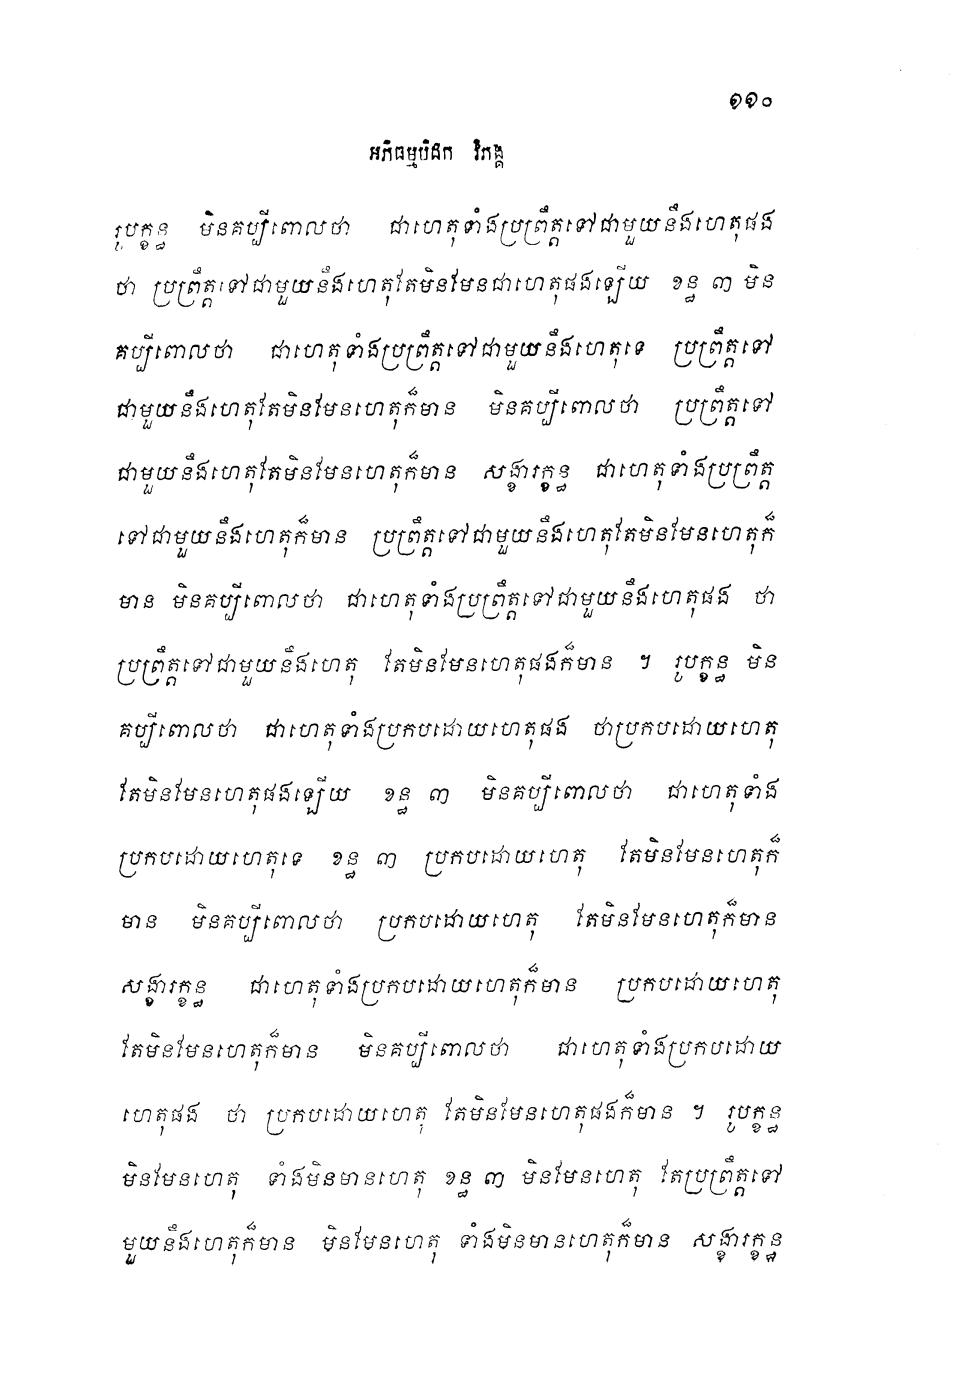 ១១០
អភិធម្មបិដក វិភង្គ
រូបក្ខន្ធ មិនគប្បីពោលថា ជាហេតុទាំងប្រព្រឹត្តទៅជាមួយនឹងហេតុផង
ថា ប្រព្រឹត្តទៅជាមួយនឹងហេតុតែមិនមែនជាហេតុផងឡើយ ខន្ធ ៣ មិន
គប្បីពោលថា ជាហេតុទាំងប្រព្រឹត្តទៅជាមួយនឹងហេតុទេ ប្រព្រឹត្តទៅ
ជាមួយនឹងហេតុតែមិនមែនហេតុក៏មាន មិនគប្បីពោលថា ប្រព្រឹត្តទៅ
ជាមួយនឹងហេតុតែមិនមែនហេតុក៏មាន សង្ខារក្ខន្ធ ជាហេតុទាំងប្រព្រឹត្ត
ទៅជាមួយនឹងហេតុក៏មាន ប្រព្រឹត្តទៅជាមួយនឹងហេតុតែមិនមែនហេតុក៏
មាន មិនគប្បីពោលថា ជាហេតុទាំងប្រព្រឹត្តទៅជាមួយនឹងហេតុផង ថា
ប្រព្រឹត្តទៅជាមួយនឹងហេតុ តែមិនមែនហេតុផងក៏មាន ។ រូបក្ខន្ធ មិន
គប្បីពោលថា ជាហេតុទាំងប្រកបដោយហេតុផង ថាប្រកបដោយហេតុ
តែមិនមែនហេតុផងឡើយ ខន្ធ ៣ មិនគប្បីពោលថា ជាហេតុទាំង
ប្រកបដោយហេតុទេ ខន្ធ ៣ ប្រកបដោយហេតុ តែមិនមែនហេតុក៏
មាន មិនគប្បីពោលថា ប្រកបដោយហេតុ តែមិនមែនហេតុក៏មាន
សង្ខារក្ខន្ធ ជាហេតុទាំងប្រកបដោយហេតុក៏មាន ប្រកបដោយហេតុ
តែមិនមែនហេតុក៏មាន មិនគប្បីពោលថា ជាហេតុទាំងប្រកបដោយ
ហេតុផង ថា ប្រកបដោយហេតុ តែមិនមែនហេតុផងក៏មាន ។ រូបក្ខន្ធ
មិនមែនហេតុ ទាំងមិនមានហេតុ ខន្ធ ៣ មិនមែនហេតុ តែប្រព្រឹត្តទៅ
មួយនឹងហេតុក៏មាន មិនមែនហេតុ ទាំងមិនមានហេតុក៏មាន សង្ខារក្ខន្ធ